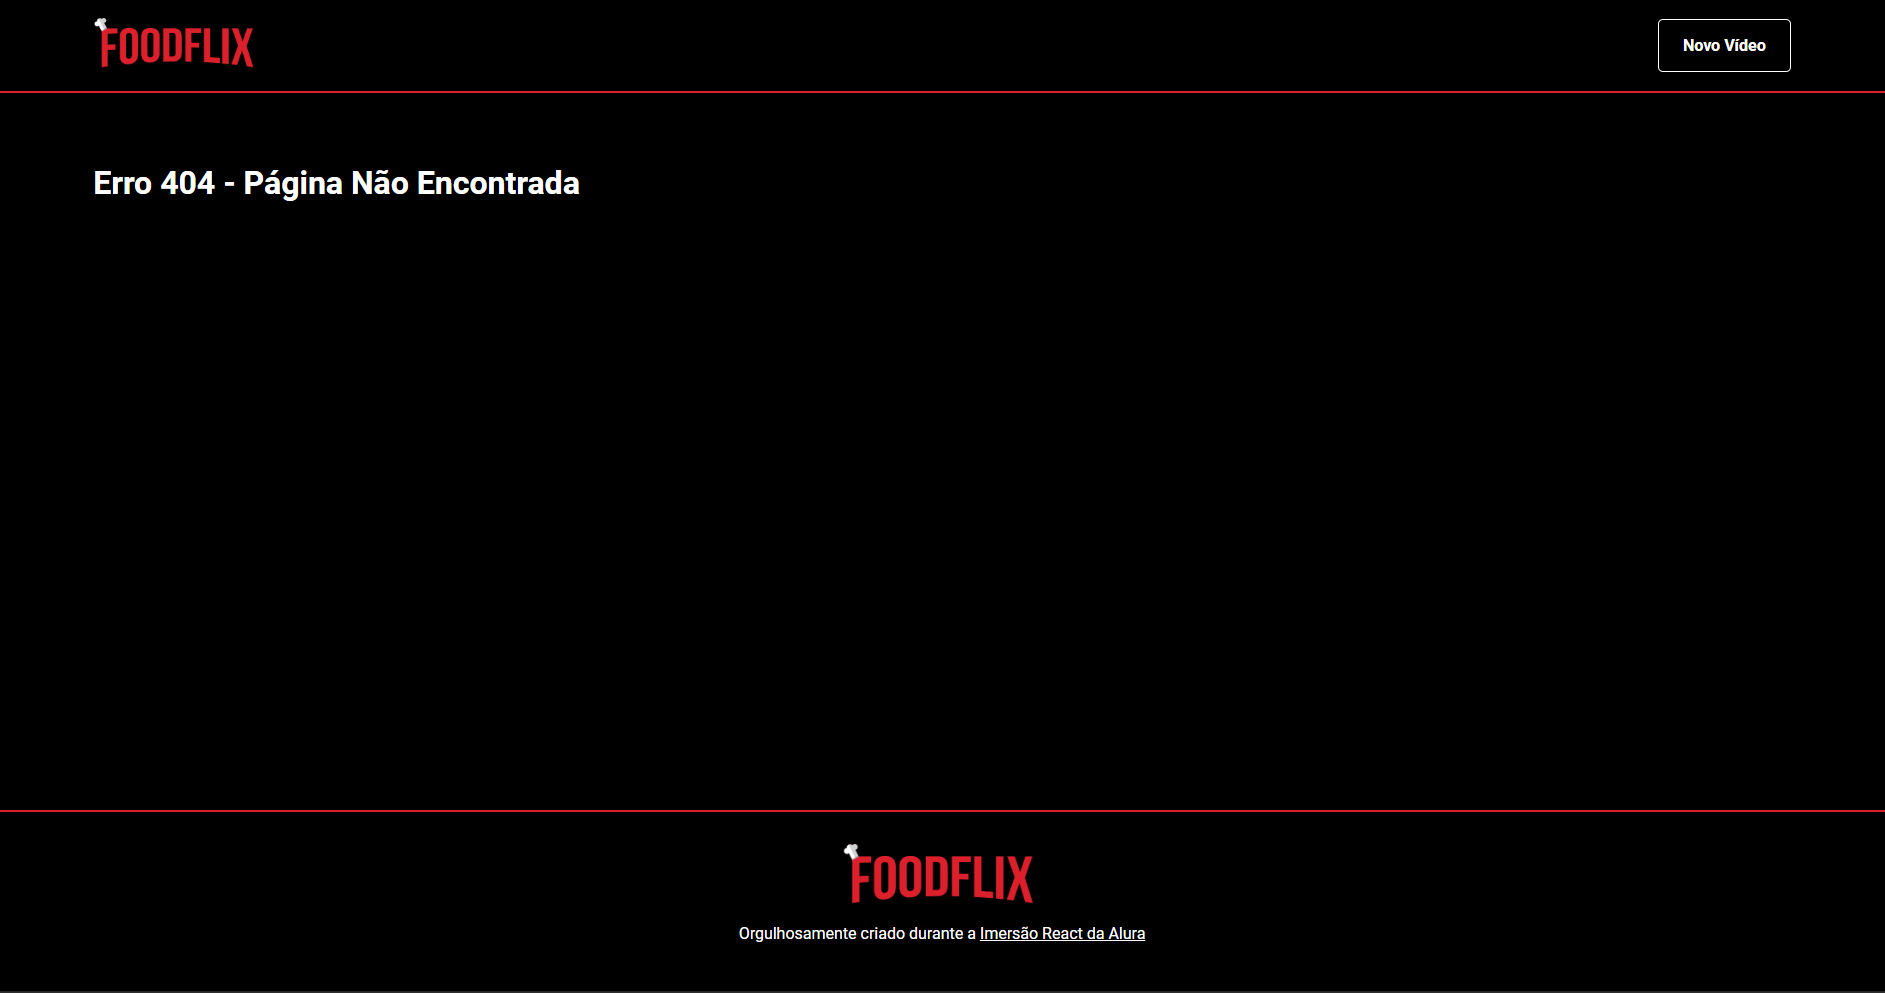 FOODFLIX
Novo Vídeo
Erro 404 - Página Não Encontrada
FOODFLIX
Orgulhosamente criado durante a Imersão React da Alura